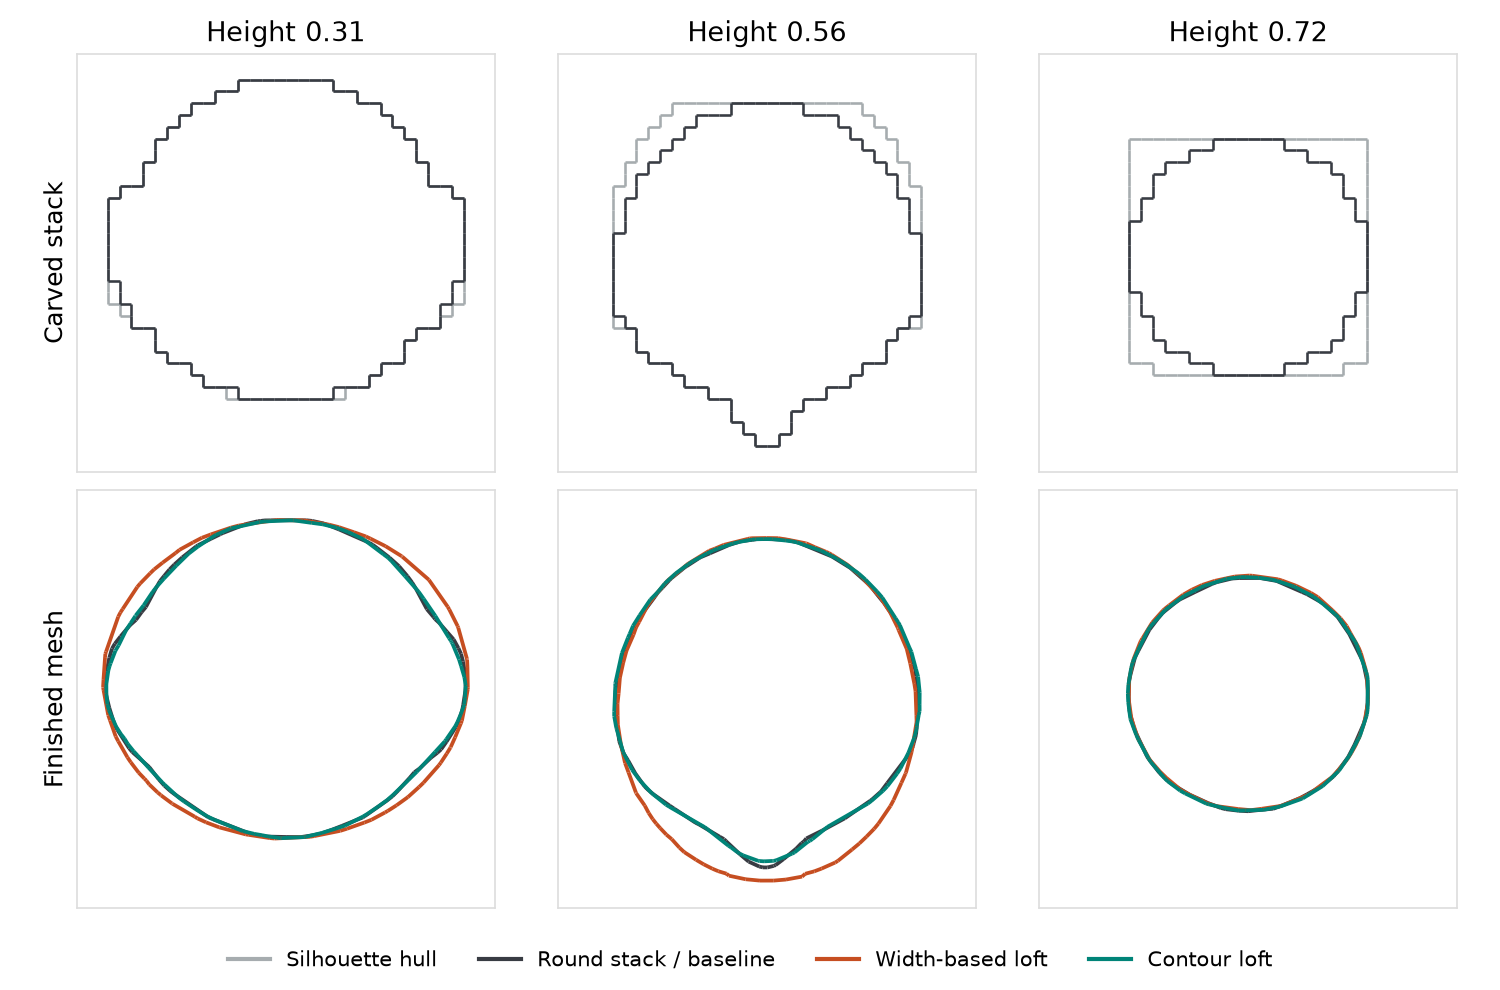 Height 0.31
Height 0.56
Height 0.72
Carved stack
Finished mesh
Silhouette hull
Round stack / baseline
Width-based loft
Contour loft